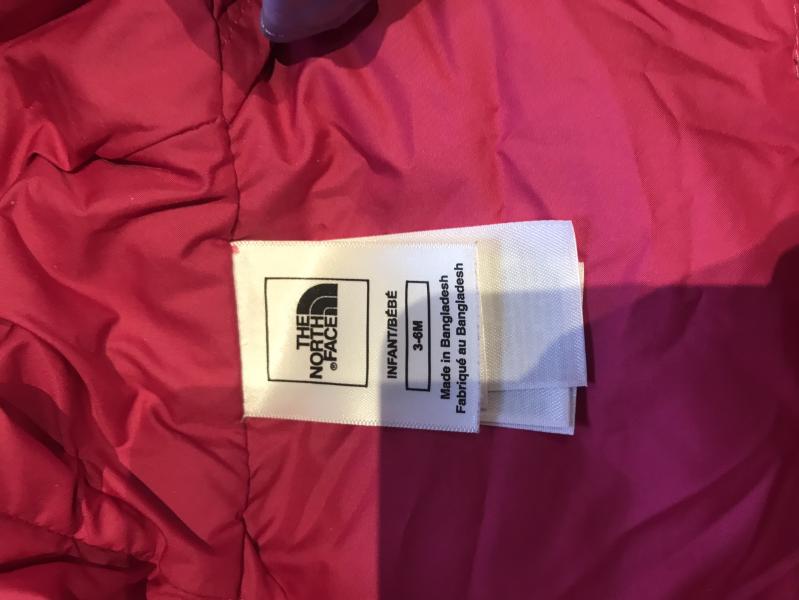 THE
NORTH
FACE®
INFANT/BÉBÉ
3-6M
Made in Bangladesh
Fabriqué au Bangladesh